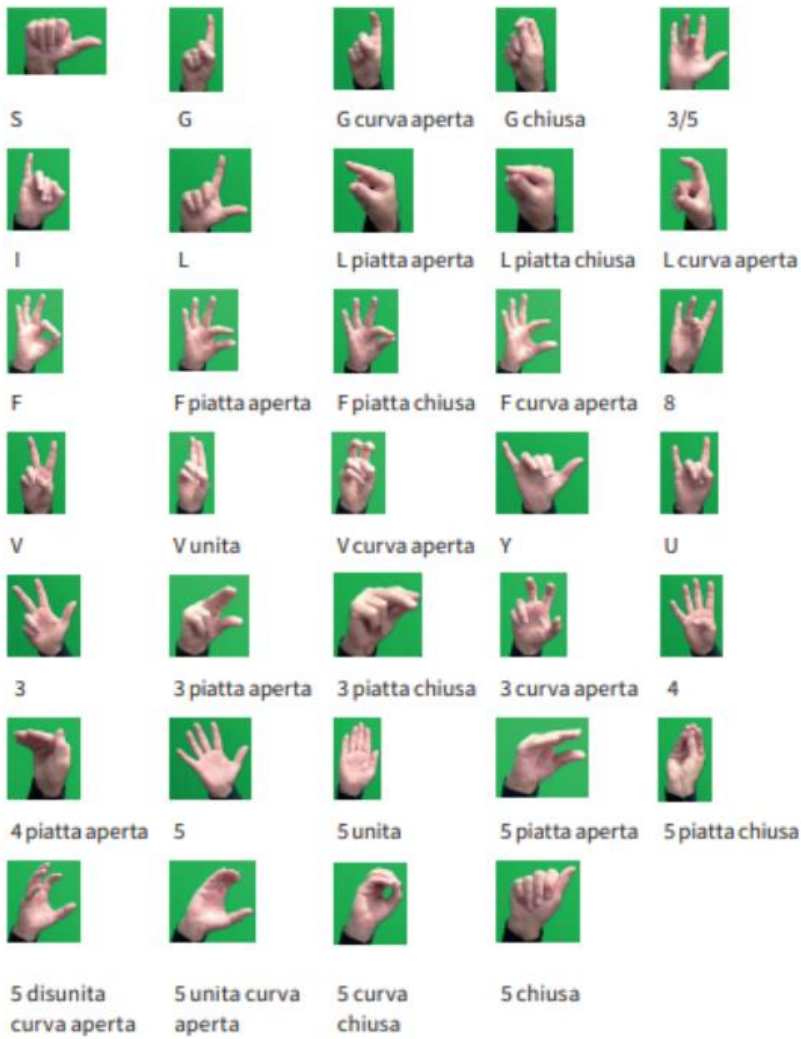 S G G curva aperta G chiusa 3/5
I L L piatta aperta L piatta chiusa L curva aperta
F F piatta aperta F piatta chiusa F curva aperta 8
V V unita V curva aperta Y U
3 3 piatta aperta 3 piatta chiusa 3 curva aperta 4
4 piatta aperta 5 5 unita 5 piatta aperta 5 piatta chiusa
5 disunita 5 unita curva 5 curva 5 chiusa
curva aperta aperta chiusa